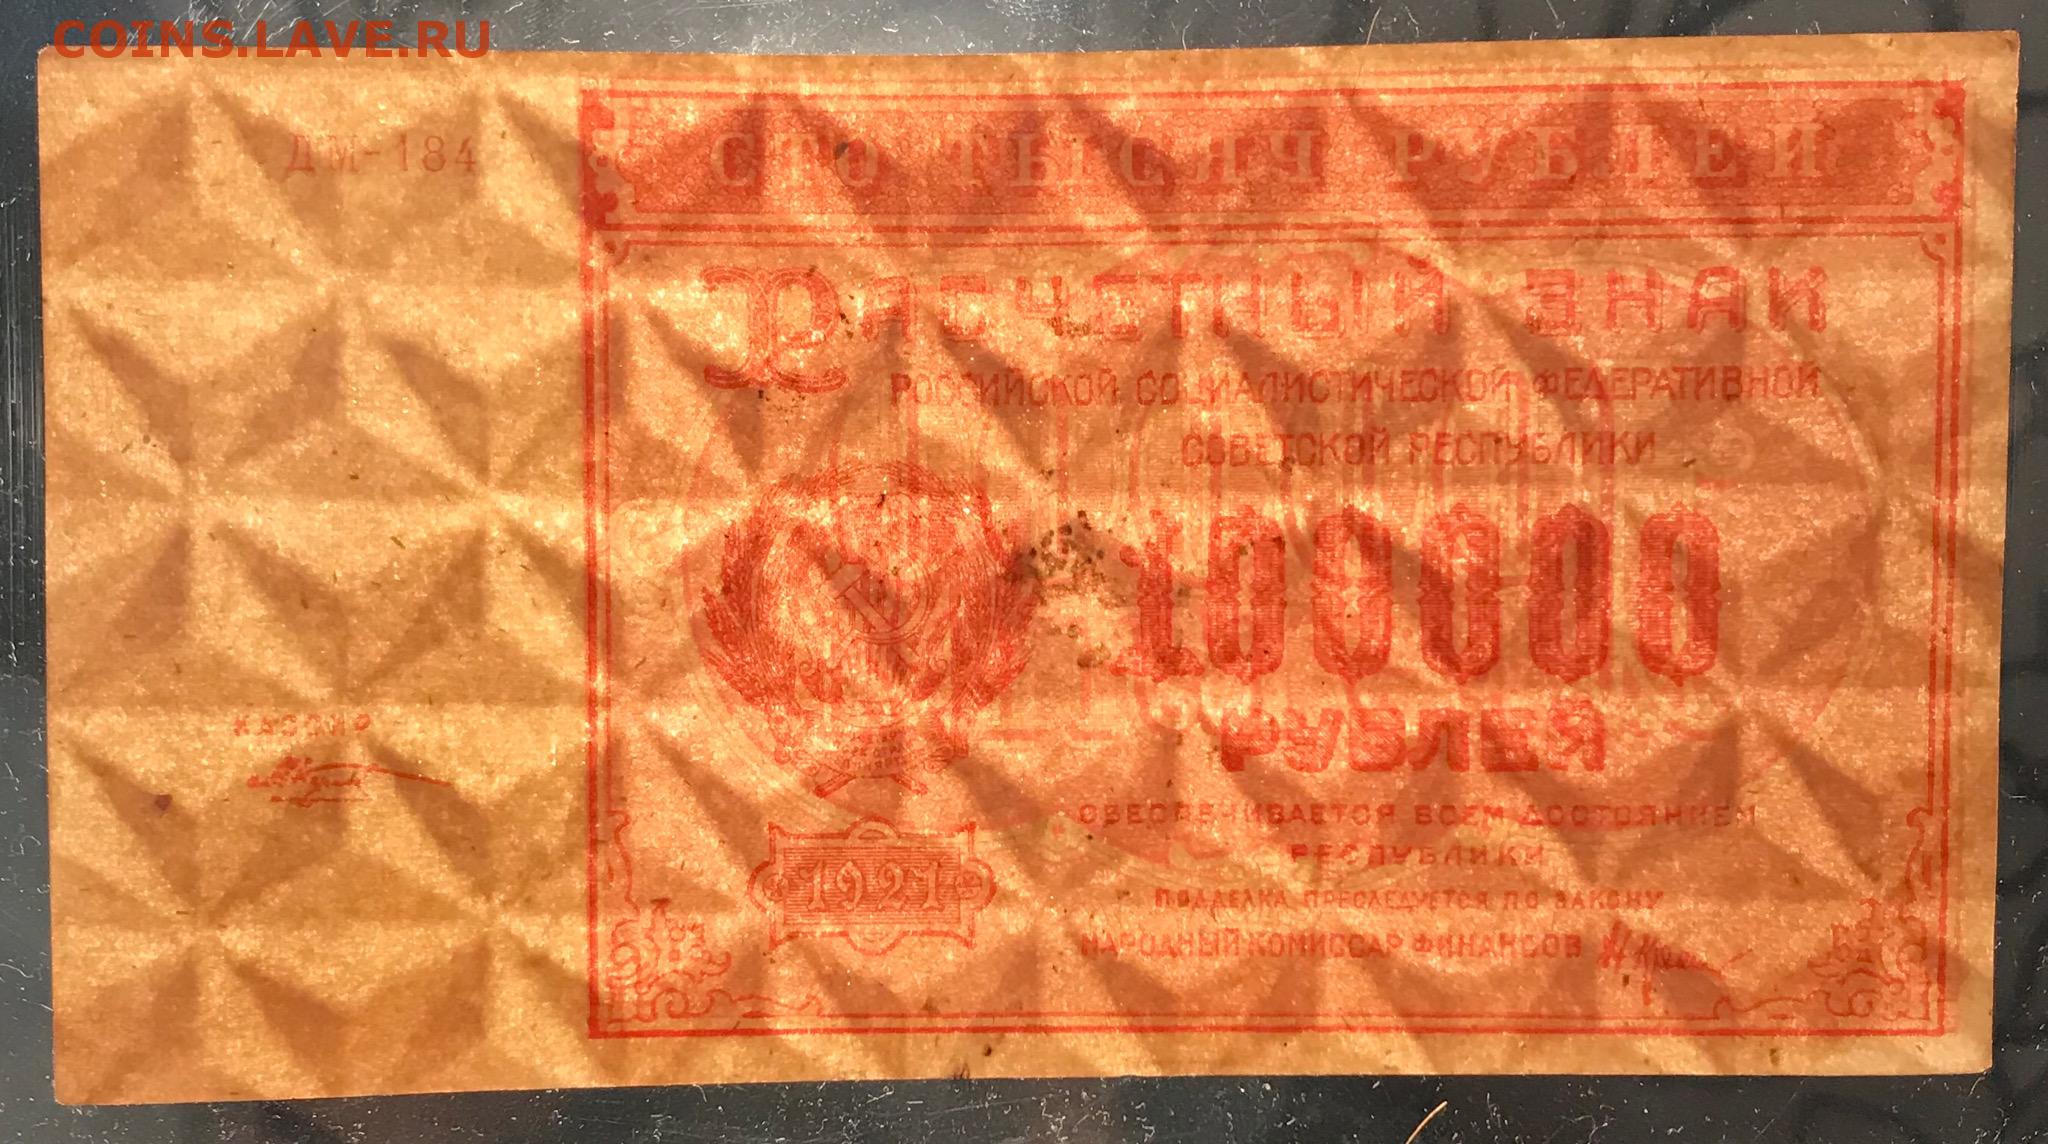 COINS.LAVE.RU
ДМ-184
СТО ТЫСЯЧ РУБЛЕЙ
РАСЧЕТНЫЙ ЗНАК
РОССИЙСКОЙ СОЦИАЛИСТИЧЕСКОЙ ФЕДЕРАТИВНОЙ
СОВЕТСКОЙ РЕСПУБЛИКИ
100000
РУБЛЕЙ
ОБЕСПЕЧИВАЕТСЯ ВСЕМ ДОСТОЯНИЕМ
РЕСПУБЛИКИ
ПОДДЕЛКА ПРЕСЛЕДУЕТСЯ ПО ЗАКОНУ
НАРОДНЫЙ КОМИССАР ФИНАНСОВ
КАССИР
1921